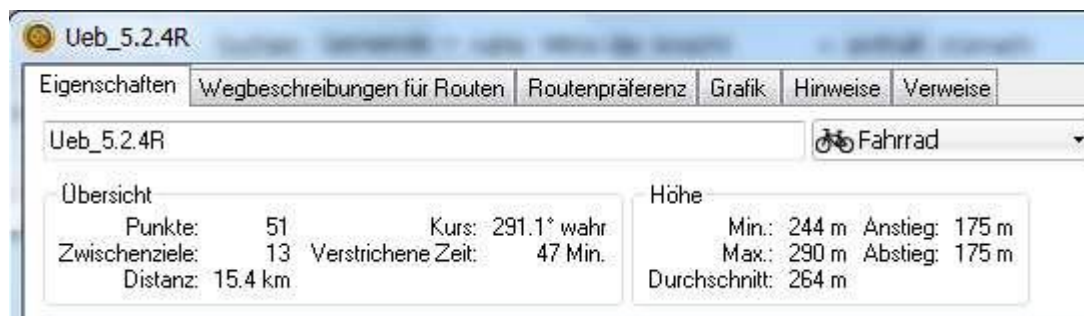 Ueb_5.2.4R
Eigenschaften Wegbeschreibungen für Routen Routenpräferenz Grafik Hinweise Verweise
Ueb_5.2.4R Fahrrad
Übersicht
Punkte: 51 Kurs: 291.1° wahr
Zwischenziele: 13 Verstrichene Zeit: 47 Min.
Distanz: 15.4 km
Höhe
Min.: 244 m Anstieg: 175 m
Max.: 290 m Abstieg: 175 m
Durchschnitt: 264 m